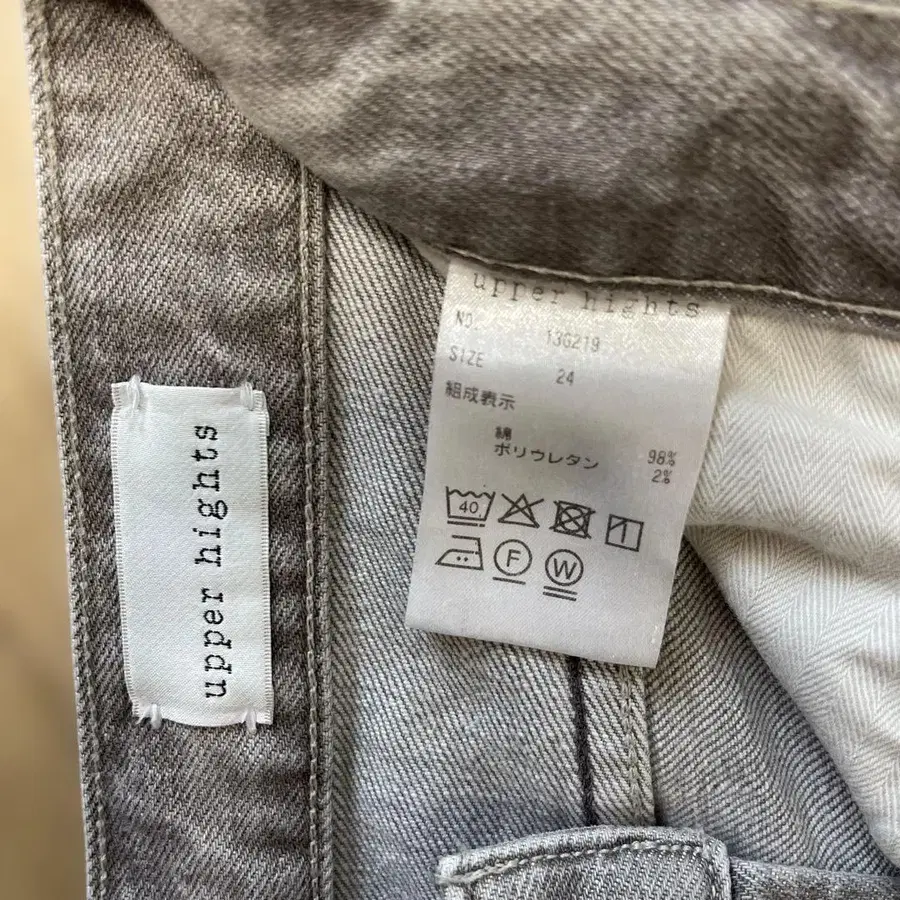 upper hights
upper hights
NO. 13G219
SIZE 24
組成表示
綿 98%
ポリウレタン 2%
40
F W